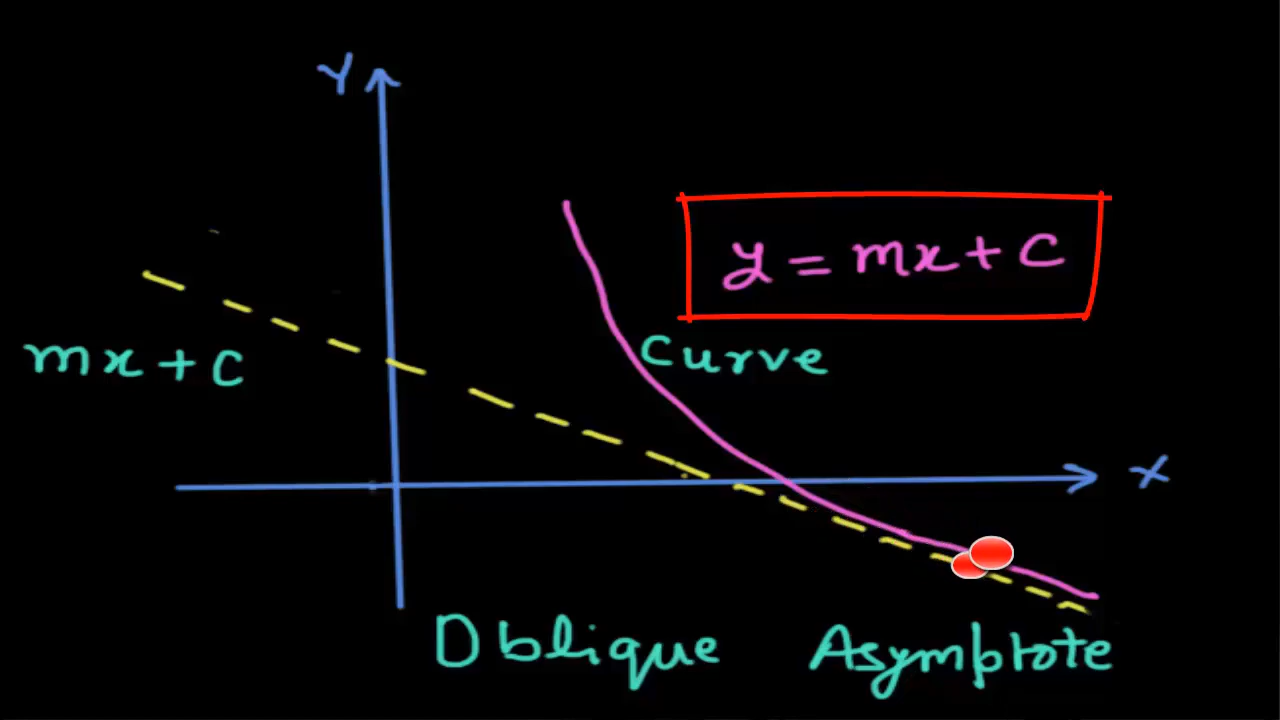 Y
y = mx + c
mx + c
Curve
X
Oblique Asymptote